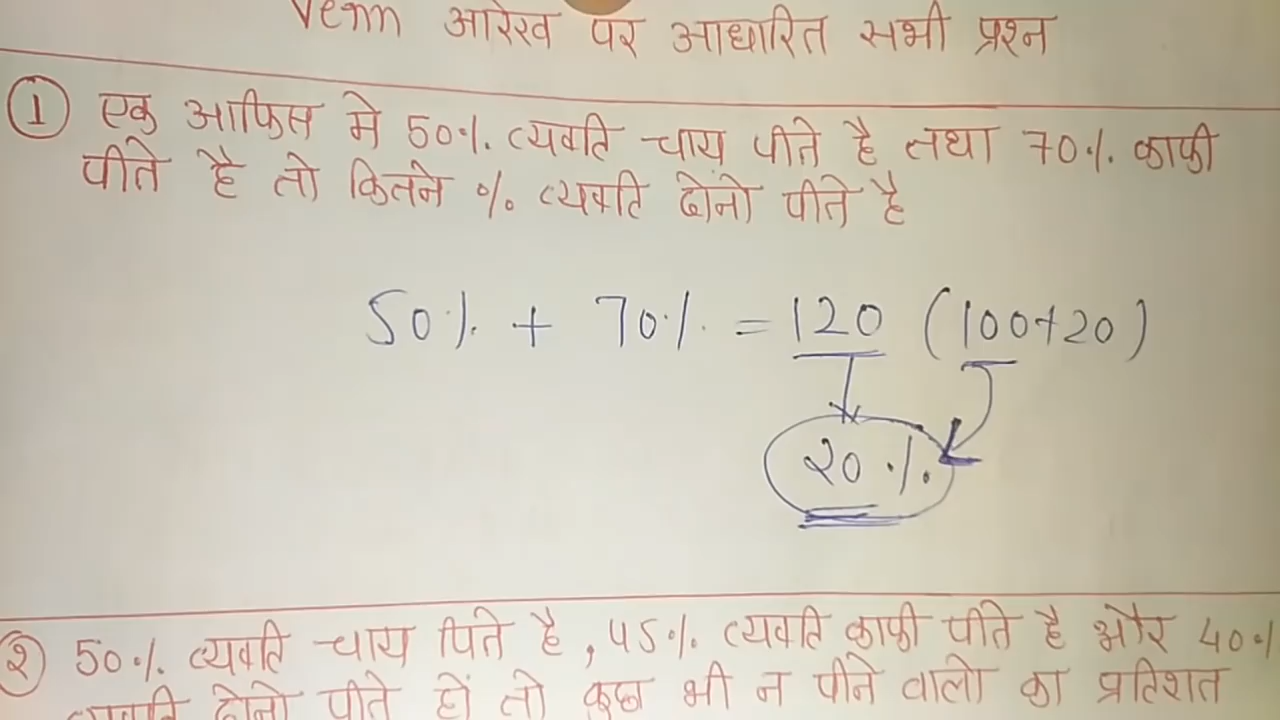 Venn आरेख पर आधारित सभी प्रश्न
① एक आफिस मे 50% व्यक्ति चाय पीते है तथा 70% काफी
पीते है तो कितने % व्यक्ति दोनो पीते है
50% + 70% = 120 (100+20)
20%
② 50% व्यक्ति चाय पिते है, 45% व्यक्ति काफी पीते है और 40%
व्यक्ति दोनो पीते हों तो कुछ भी न पीने वालो का प्रतिशत